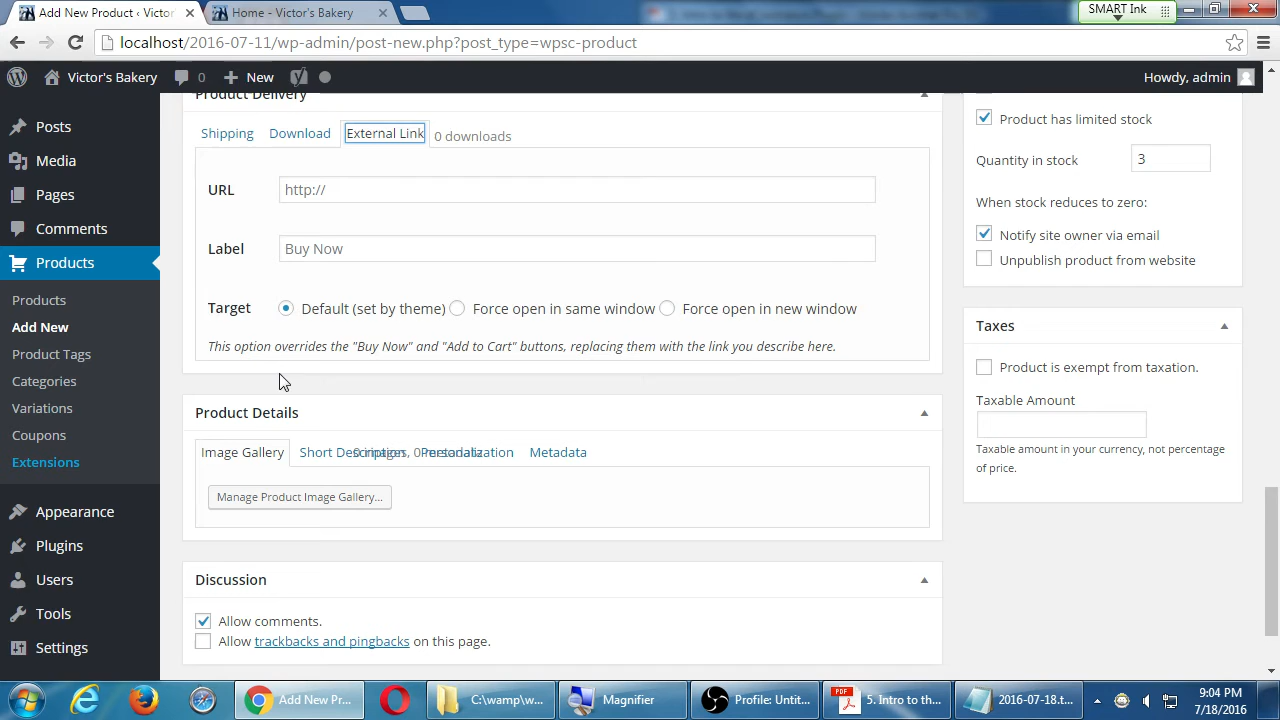 Add New Product ‹ Victor
Home - Victor's Bakery
SMART Ink
localhost/2016-07-11/wp-admin/post-new.php?post_type=wpsc-product
Victor's Bakery
0
New
Howdy, admin
Posts
Media
Pages
Comments
Products
Products
Add New
Product Tags
Categories
Variations
Coupons
Extensions
Appearance
Plugins
Users
Tools
Settings
Product Delivery
Shipping
Download
External Link
0 downloads
URL
http://
Label
Buy Now
Target
Default (set by theme)
Force open in same window
Force open in new window
This option overrides the "Buy Now" and "Add to Cart" buttons, replacing them with the link you describe here.
Product Details
Image Gallery
Short Description
0 images, 0 metadata
Personalization
Metadata
Manage Product Image Gallery...
Discussion
Allow comments.
Allow trackbacks and pingbacks on this page.
Product has limited stock
Quantity in stock
3
When stock reduces to zero:
Notify site owner via email
Unpublish product from website
Taxes
Product is exempt from taxation.
Taxable Amount
Taxable amount in your currency, not percentage
of price.
Add New Pr...
C:\wamp\w...
Magnifier
Profile: Untit...
PDF
5. Intro to th...
2016-07-18.t...
9:04 PM
7/18/2016